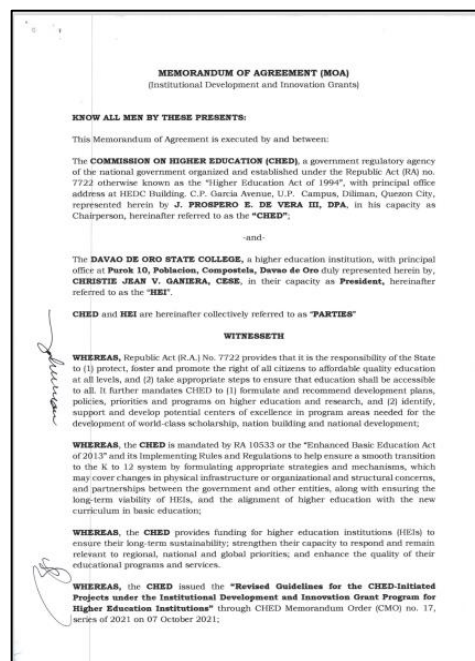 MEMORANDUM OF AGREEMENT (MOA)
(Institutional Development and Innovation Grants)
KNOW ALL MEN BY THESE PRESENTS:
This Memorandum of Agreement is executed by and between:
The COMMISSION ON HIGHER EDUCATION (CHED), a government regulatory agency
of the national government organized and established under the Republic Act (RA) no.
7722 otherwise known as the “Higher Education Act of 1994”, with principal office
address at HEDC Building. C.P. Garcia Avenue, U.P. Campus, Diliman, Quezon City,
represented herein by J. PROSPERO E. DE VERA III, DPA, in his capacity as
Chairperson, hereinafter referred to as the “CHED”;
-and-
The DAVAO DE ORO STATE COLLEGE, a higher education institution, with principal
office at Purok 10, Poblacion, Compostela, Davao de Oro duly represented herein by,
CHRISTIE JEAN V. GANIERA, CESE, in their capacity as President, hereinafter
referred to as the “HEI”.
CHED and HEI are hereinafter collectively referred to as “PARTIES”
WITNESSETH
WHEREAS, Republic Act (R.A.) No. 7722 provides that it is the responsibility of the State
to (1) protect, foster and promote the right of all citizens to affordable quality education
at all levels, and (2) take appropriate steps to ensure that education shall be accessible
to all. It further mandates CHED to (1) formulate and recommend development plans,
policies, priorities and programs on higher education and research, and (2) identify,
support and develop potential centers of excellence in program areas needed for the
development of world-class scholarship, nation building and national development;
WHEREAS, the CHED is mandated by RA 10533 or the “Enhanced Basic Education Act
of 2013” and its Implementing Rules and Regulations to help ensure a smooth transition
to the K to 12 system by formulating appropriate strategies and mechanisms, which
may cover changes in physical infrastructure or organizational and structural concerns,
and partnerships between the government and other entities, along with ensuring the
long-term viability of HEIs, and the alignment of higher education with the new
curriculum in basic education;
WHEREAS, the CHED provides funding for higher education institutions (HEIs) to
ensure their long-term sustainability; strengthen their capacity to respond and remain
relevant to regional, national and global priorities; and enhance the quality of their
educational programs and services.
WHEREAS, the CHED issued the “Revised Guidelines for the CHED-Initiated
Projects under the Institutional Development and Innovation Grant Program for
Higher Education Institutions” through CHED Memorandum Order (CMO) no. 17,
series of 2021 on 07 October 2021;